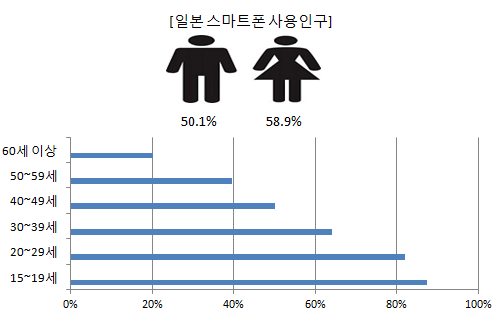 [일본 스마트폰 사용인구]
50.1% 58.9%
60세 이상
50~59세
40~49세
30~39세
20~29세
15~19세
0% 20% 40% 60% 80% 100%